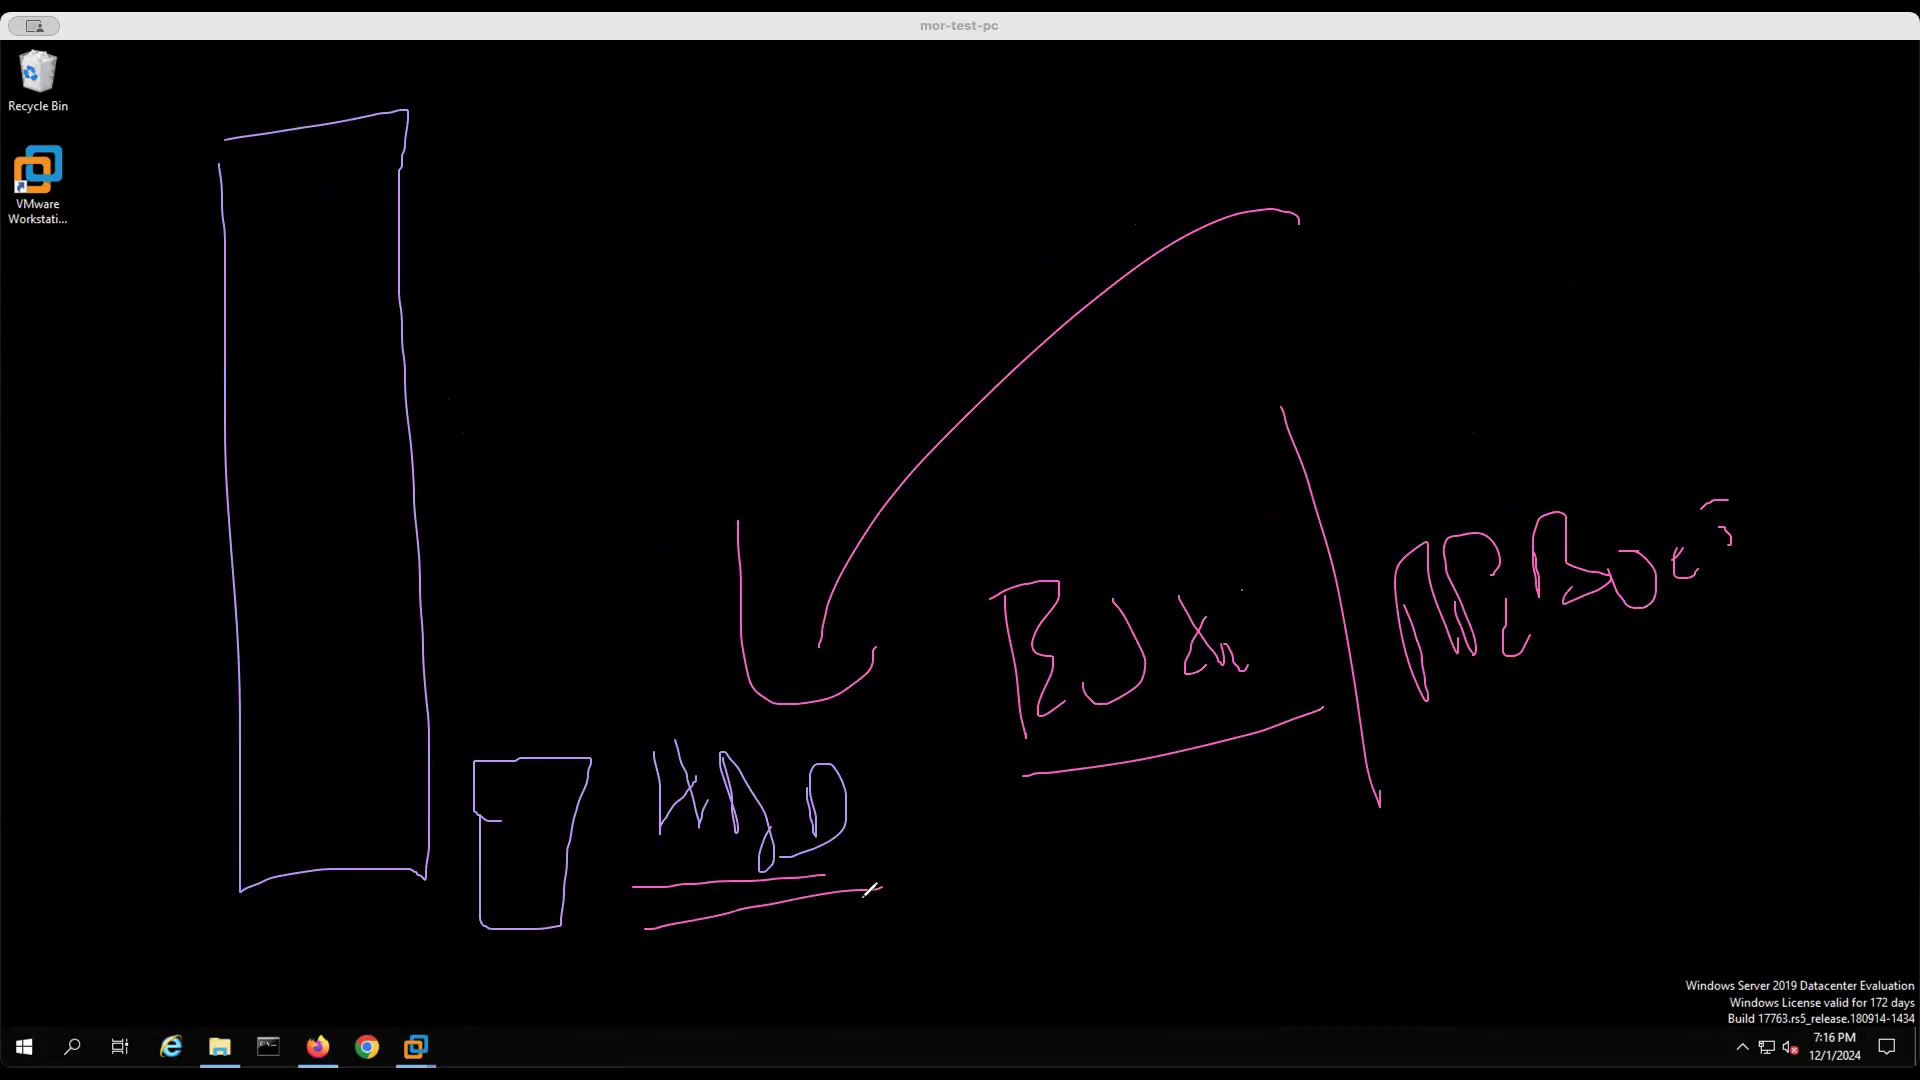 mor-test-pc
Recycle Bin
VMware
Workstati...
HDD
Windows Server 2019 Datacenter Evaluation
Windows License valid for 172 days
Build 17763.rs5_release.180914-1434
7:16 PM
12/1/2024